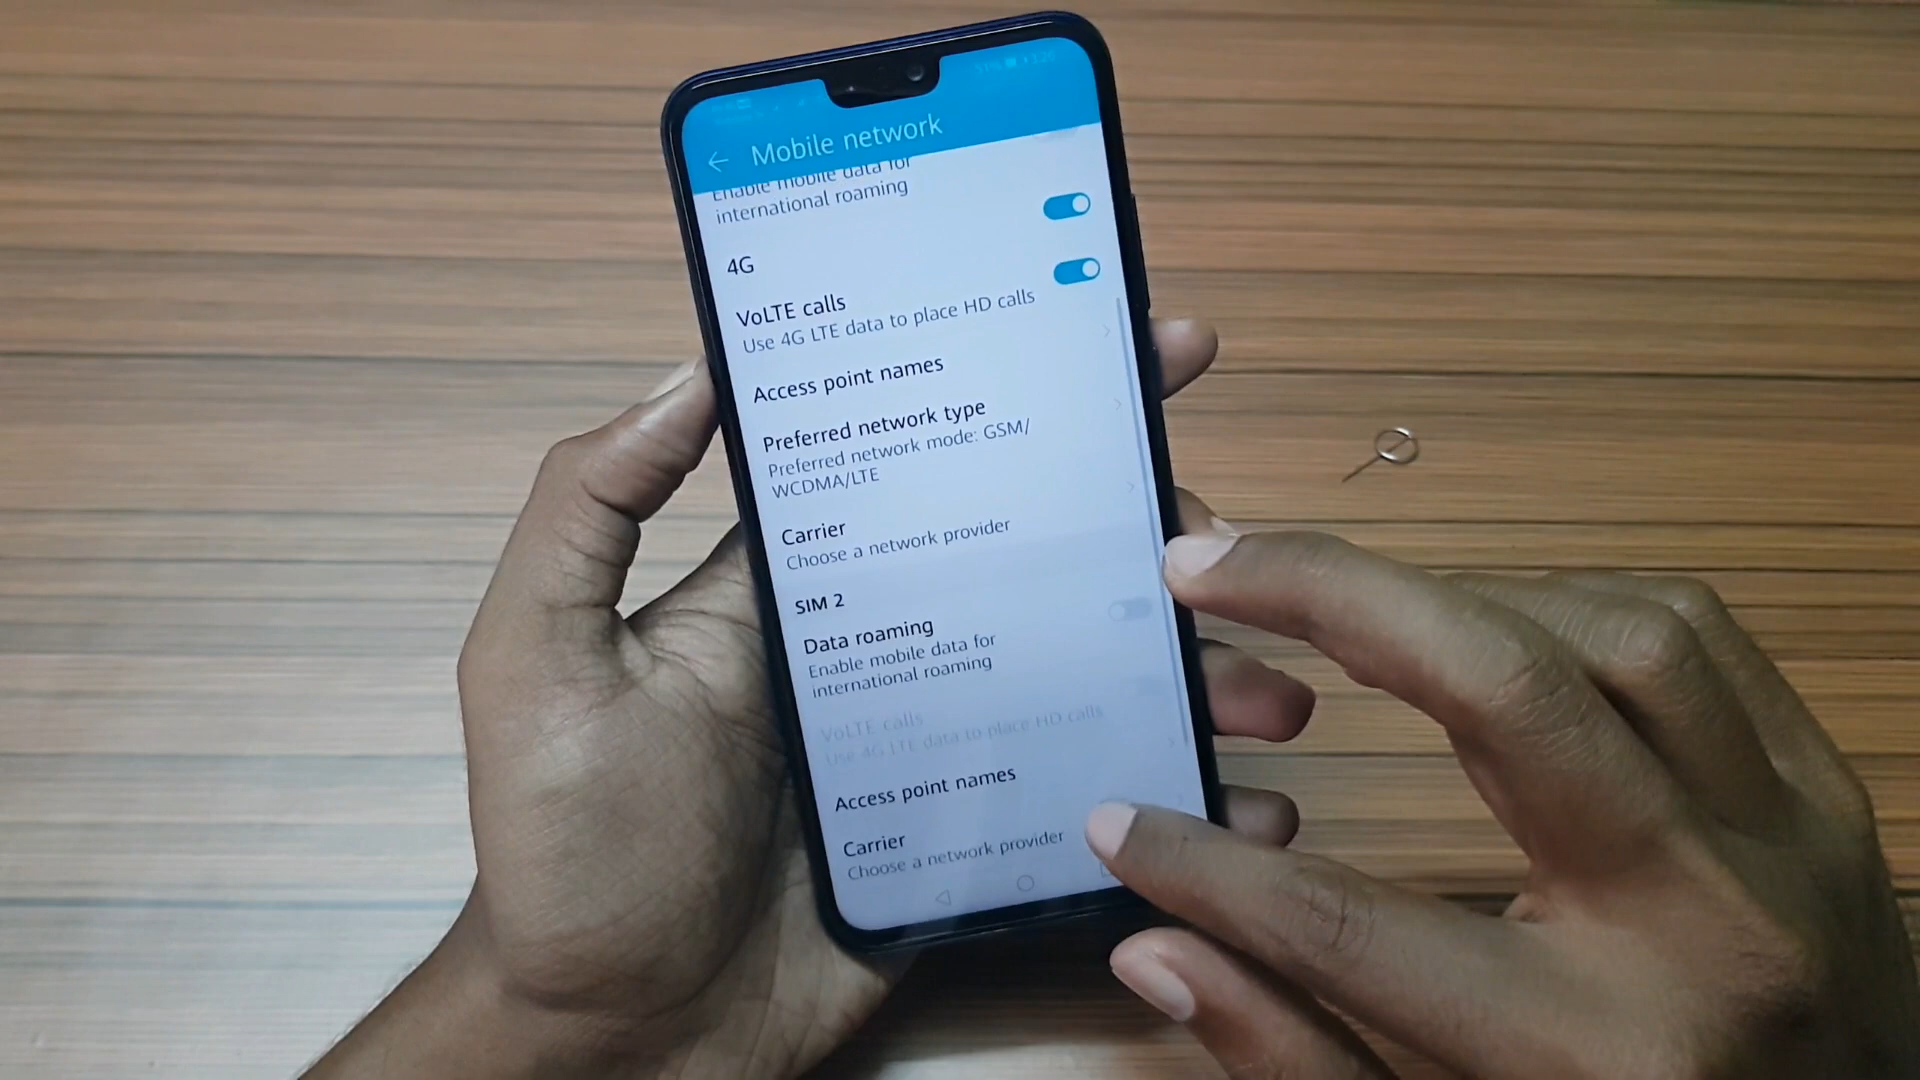 Mobile network
Enable mobile data for
international roaming
4G
VoLTE calls
Use 4G LTE data to place HD calls
Access point names
Preferred network type
Preferred network mode: GSM/
WCDMA/LTE
Carrier
Choose a network provider
SIM 2
Data roaming
Enable mobile data for
international roaming
VoLTE calls
Use 4G LTE data to place HD calls
Access point names
Carrier
Choose a network provider